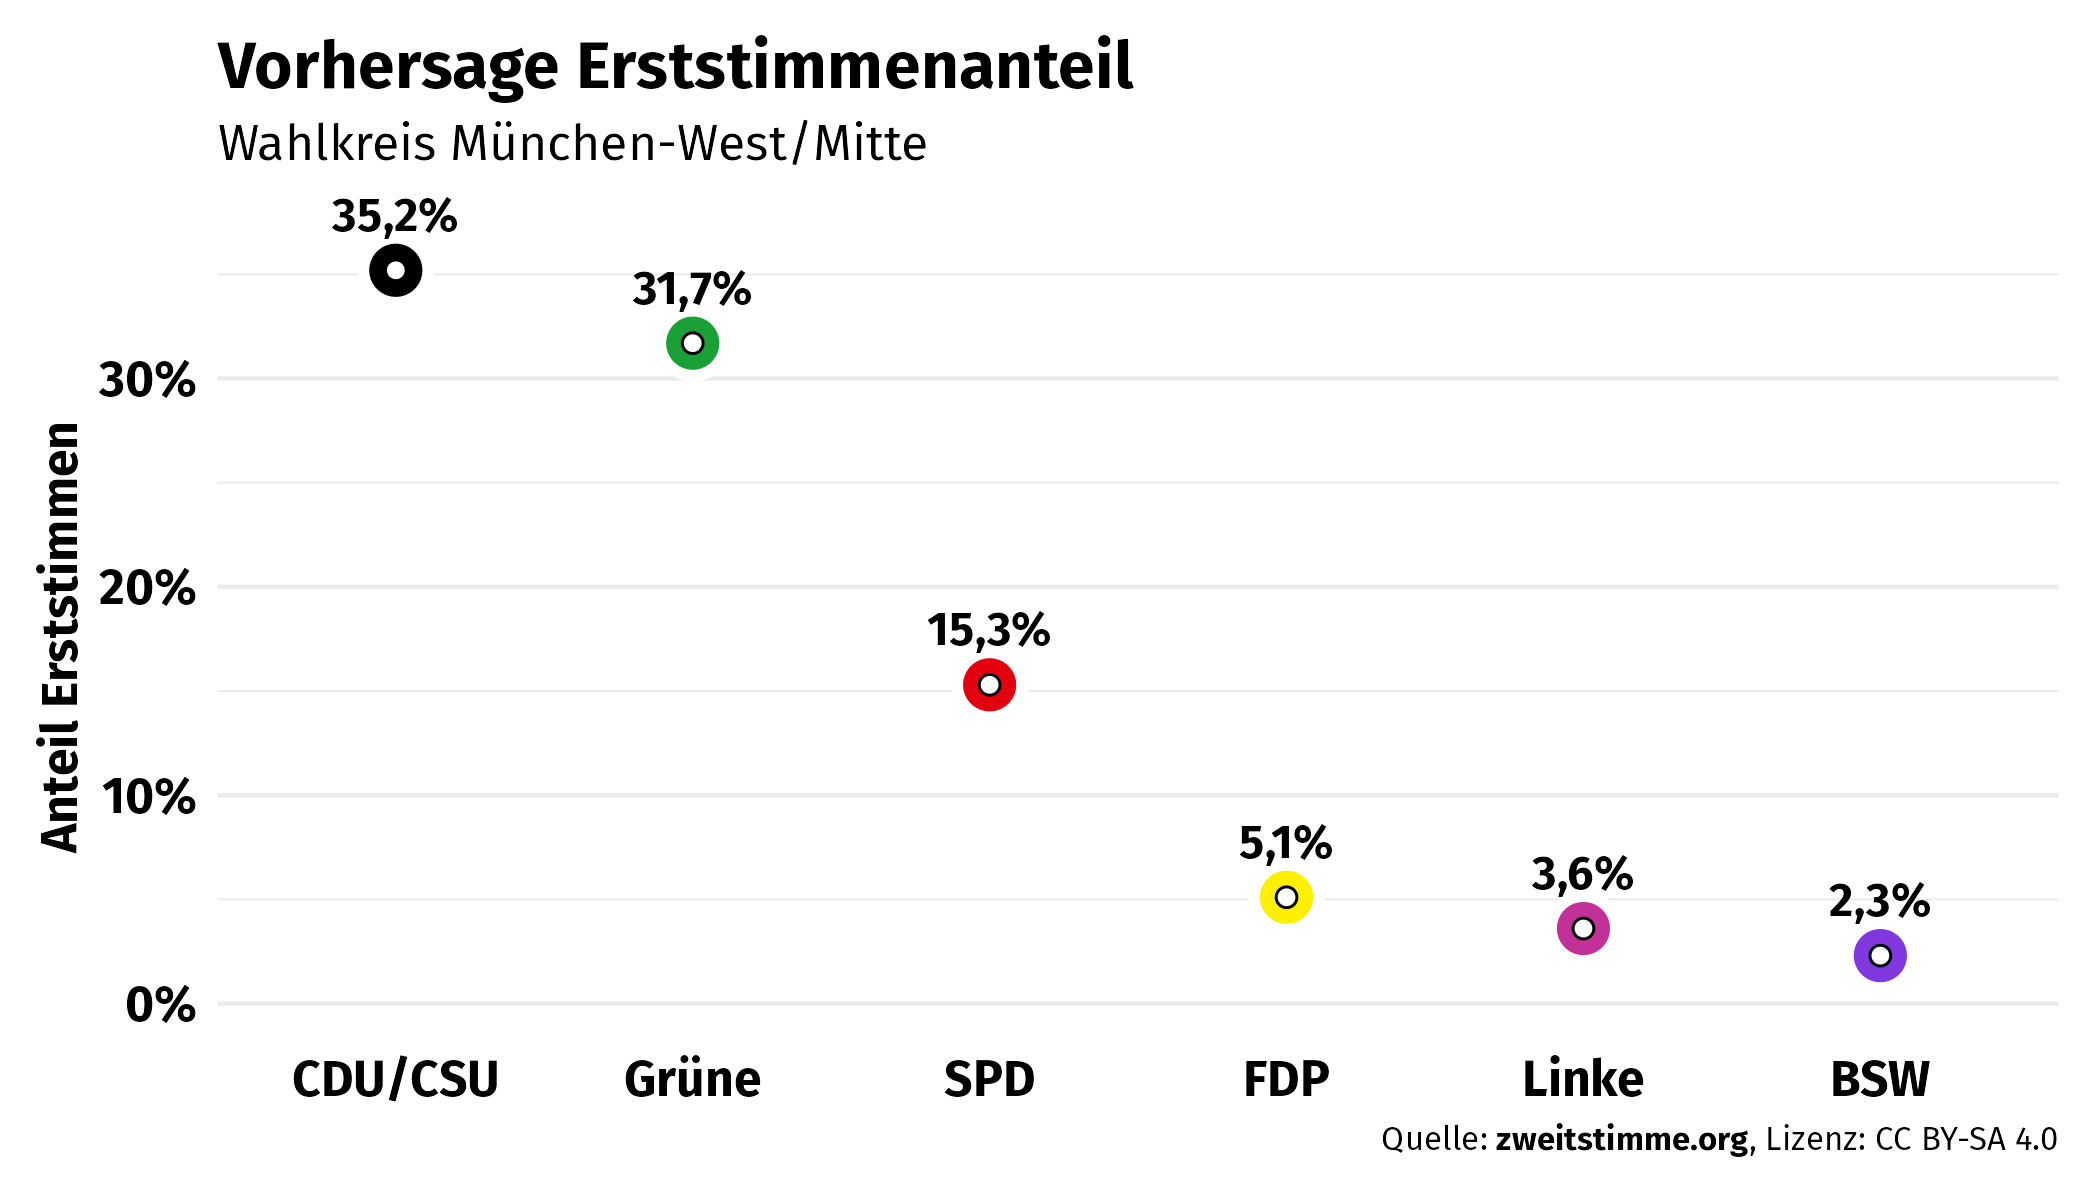 Vorhersage Erststimmenanteil
Wahlkreis München-West/Mitte
35,2%
31,7%
30%
20%
15,3%
10%
5,1%
3,6%
2,3%
0%
Anteil Erststimmen
CDU/CSU Grüne SPD FDP Linke BSW
Quelle: zweitstimme.org, Lizenz: CC BY-SA 4.0